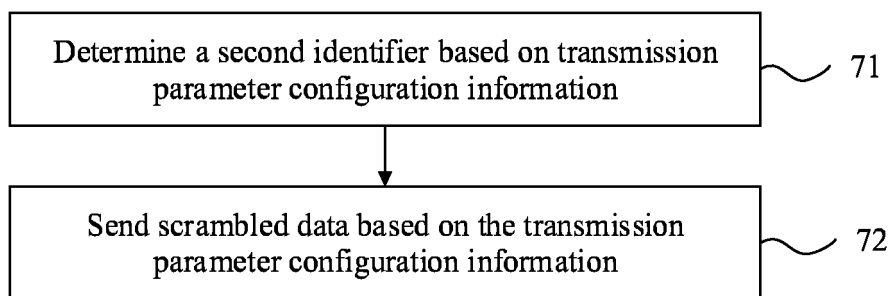 Determine a second identifier based on transmission
parameter configuration information
71
Send scrambled data based on the transmission
parameter configuration information
72